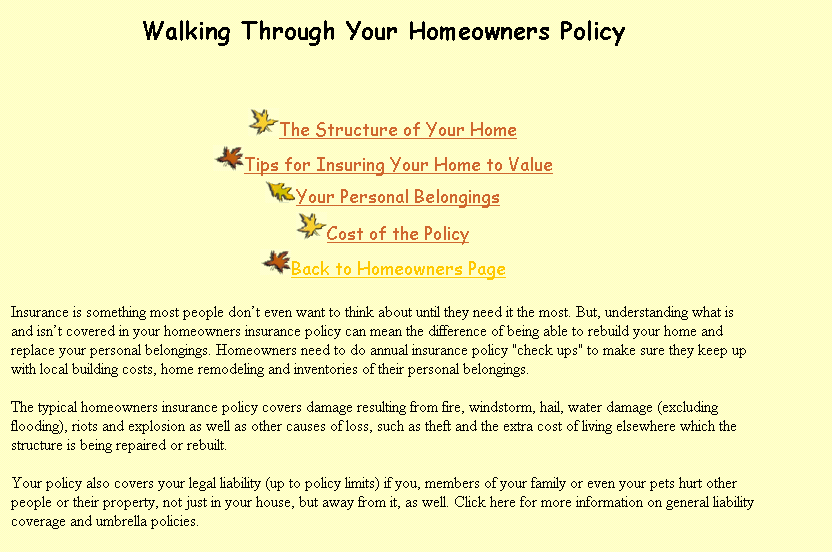 Walking Through Your Homeowners Policy
The Structure of Your Home
Tips for Insuring Your Home to Value
Your Personal Belongings
Cost of the Policy
Back to Homeowners Page
Insurance is something most people don’t even want to think about until they need it the most. But, understanding what is
and isn’t covered in your homeowners insurance policy can mean the difference of being able to rebuild your home and
replace your personal belongings. Homeowners need to do annual insurance policy "check ups" to make sure they keep up
with local building costs, home remodeling and inventories of their personal belongings.
The typical homeowners insurance policy covers damage resulting from fire, windstorm, hail, water damage (excluding
flooding), riots and explosion as well as other causes of loss, such as theft and the extra cost of living elsewhere which the
structure is being repaired or rebuilt.
Your policy also covers your legal liability (up to policy limits) if you, members of your family or even your pets hurt other
people or their property, not just in your house, but away from it, as well. Click here for more information on general liability
coverage and umbrella policies.